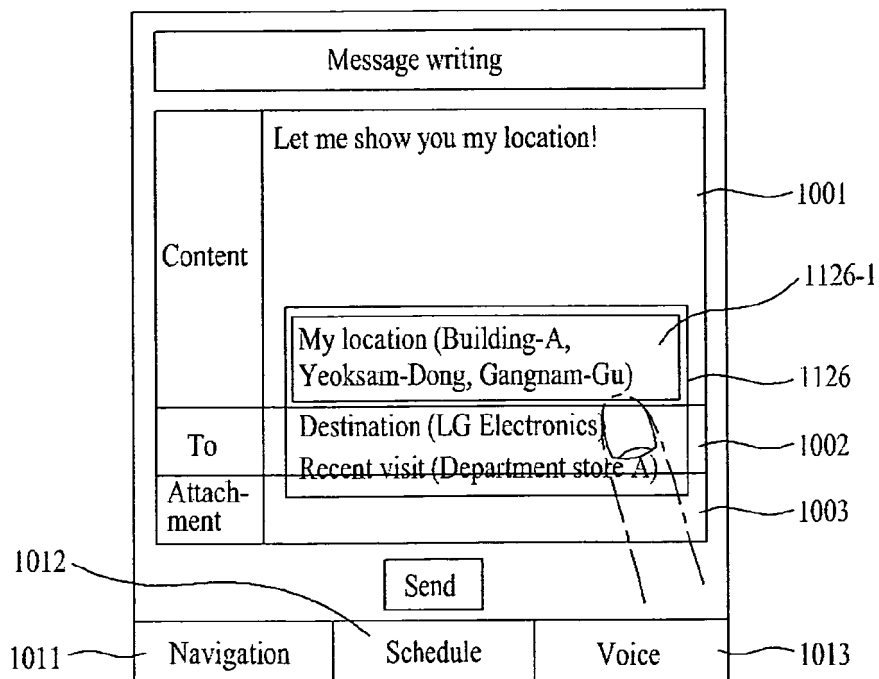 Message writing
Let me show you my location!
1001
Content
1126-1
My location (Building-A,
Yeoksam-Dong, Gangnam-Gu)
1126
To
Destination (LG Electronics)
1002
Recent visit (Department store A)
Attach-
ment
1003
1012
Send
1011
Navigation
Schedule
Voice
1013